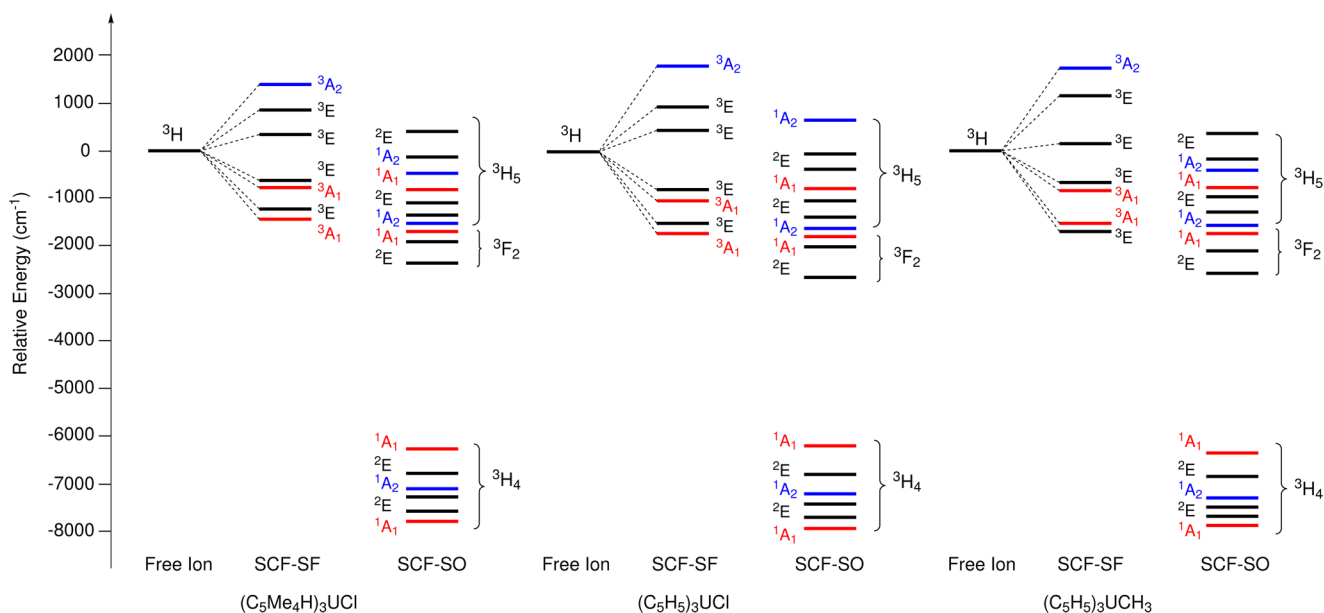 Relative Energy (cm⁻¹)
2000
1000
0
-1000
-2000
-3000
-4000
-5000
-6000
-7000
-8000
³H
³A₂
³E
³E
³E
³A₁
³E
³A₁
²E
¹A₂
¹A₁
²E
¹A₂
¹A₁
²E
³H₅
³F₂
¹A₁
²E
¹A₂
²E
¹A₁
³H₄
Free Ion
SCF-SF
SCF-SO
(C₅Me₄H)₃UCl
³H
³A₂
³E
³E
³E
³A₁
³E
³A₁
¹A₂
²E
¹A₁
²E
¹A₂
¹A₁
²E
³H₅
³F₂
¹A₁
²E
¹A₂
²E
¹A₁
³H₄
Free Ion
SCF-SF
SCF-SO
(C₅H₅)₃UCl
³H
³A₂
³E
³E
³E
³A₁
³A₁
³E
²E
¹A₂
¹A₁
²E
¹A₂
¹A₁
²E
³H₅
³F₂
¹A₁
²E
¹A₂
²E
¹A₁
³H₄
Free Ion
SCF-SF
SCF-SO
(C₅H₅)₃UCH₃